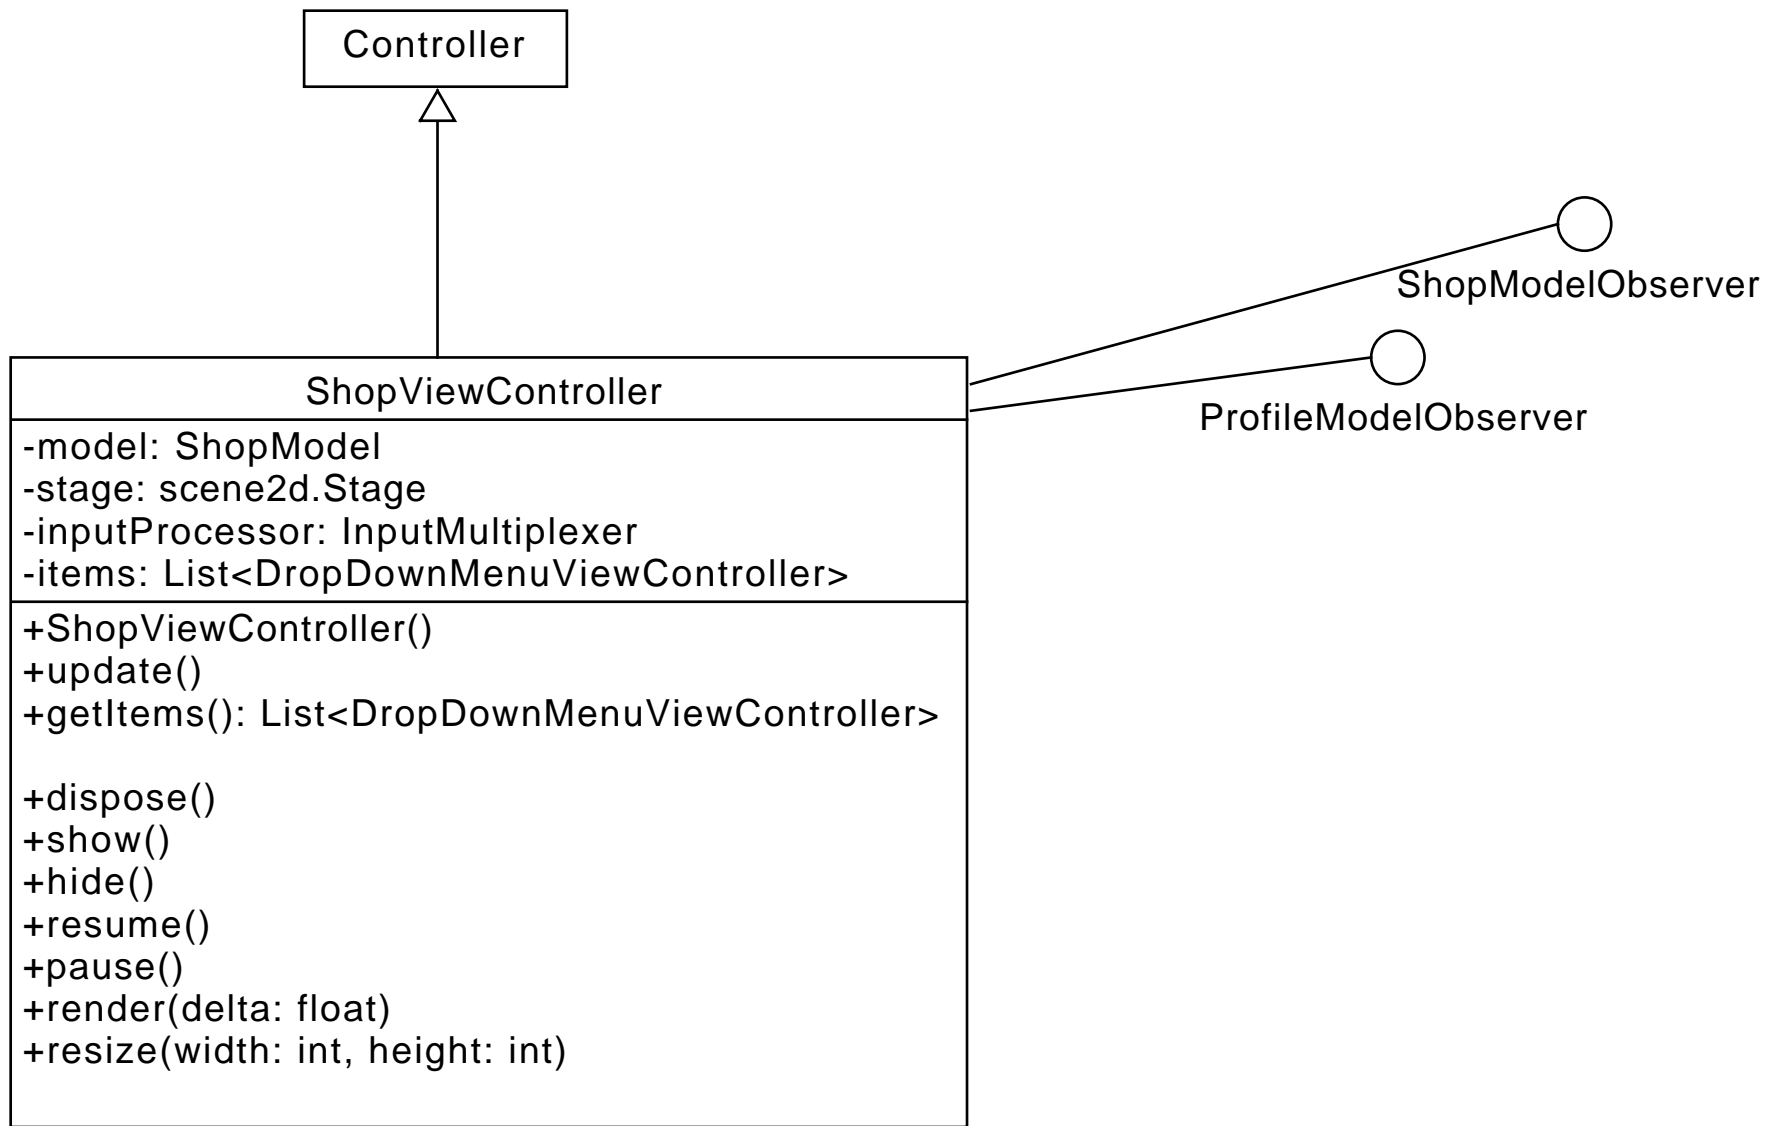 Controller
ShopModelObserver
ProfileModelObserver
ShopViewController
-model: ShopModel
-stage: scene2d.Stage
-inputProcessor: InputMultiplexer
-items: List<DropDownMenuViewController>
+ShopViewController()
+update()
+getItems(): List<DropDownMenuViewController>
+dispose()
+show()
+hide()
+resume()
+pause()
+render(delta: float)
+resize(width: int, height: int)